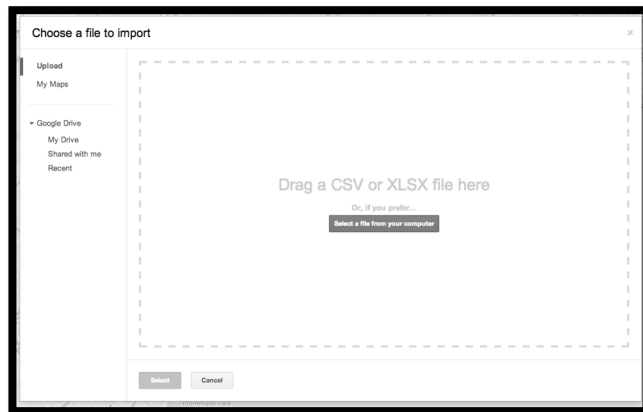 Choose a file to import
×
Upload
My Maps
Google Drive
My Drive
Shared with me
Recent
Drag a CSV or XLSX file here
Or, if you prefer...
Select a file from your computer
Select
Cancel